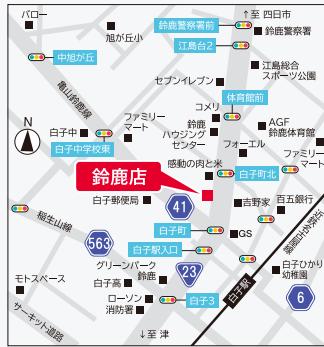 バロー
旭が丘小
中旭が丘
鈴鹿警察署前
↑至 四日市
鈴鹿警察署
江島台2
江島総合
スポーツ公園
セブンイレブン
亀山鈴鹿線
体育館前
コメリ
N
白子中
ファミリー
マート
鈴鹿
ハウジング
センター
AGF
鈴鹿体育館
白子中学校東
フォーエル
ファミリー
マート
感動の肉と米
白子町北
鈴鹿店
白子郵便局
41
吉野家
百五銀行
稲生山線
白子町
563
白子駅入口
GS
近鉄名古屋線
グリーンパーク
鈴鹿
23
白子駅
白子ひかり
幼稚園
モトスペース
白子高
ローソン
消防署
白子3
6
サーキット道路
↓至 津